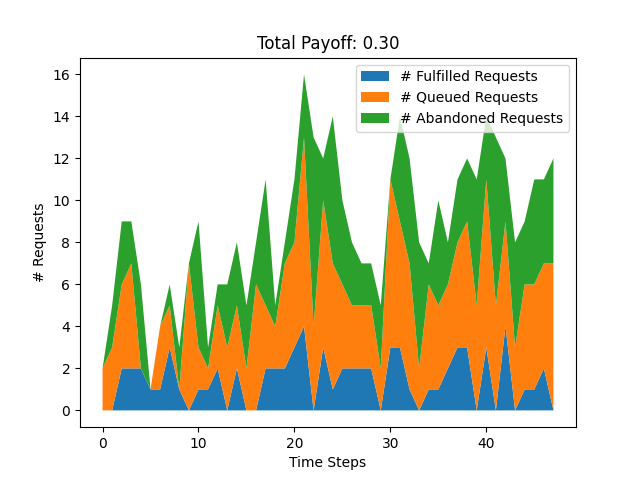 Total Payoff: 0.30
# Fulfilled Requests
# Queued Requests
# Abandoned Requests
16
14
12
10
8
6
4
2
0
# Requests
0 10 20 30 40
Time Steps